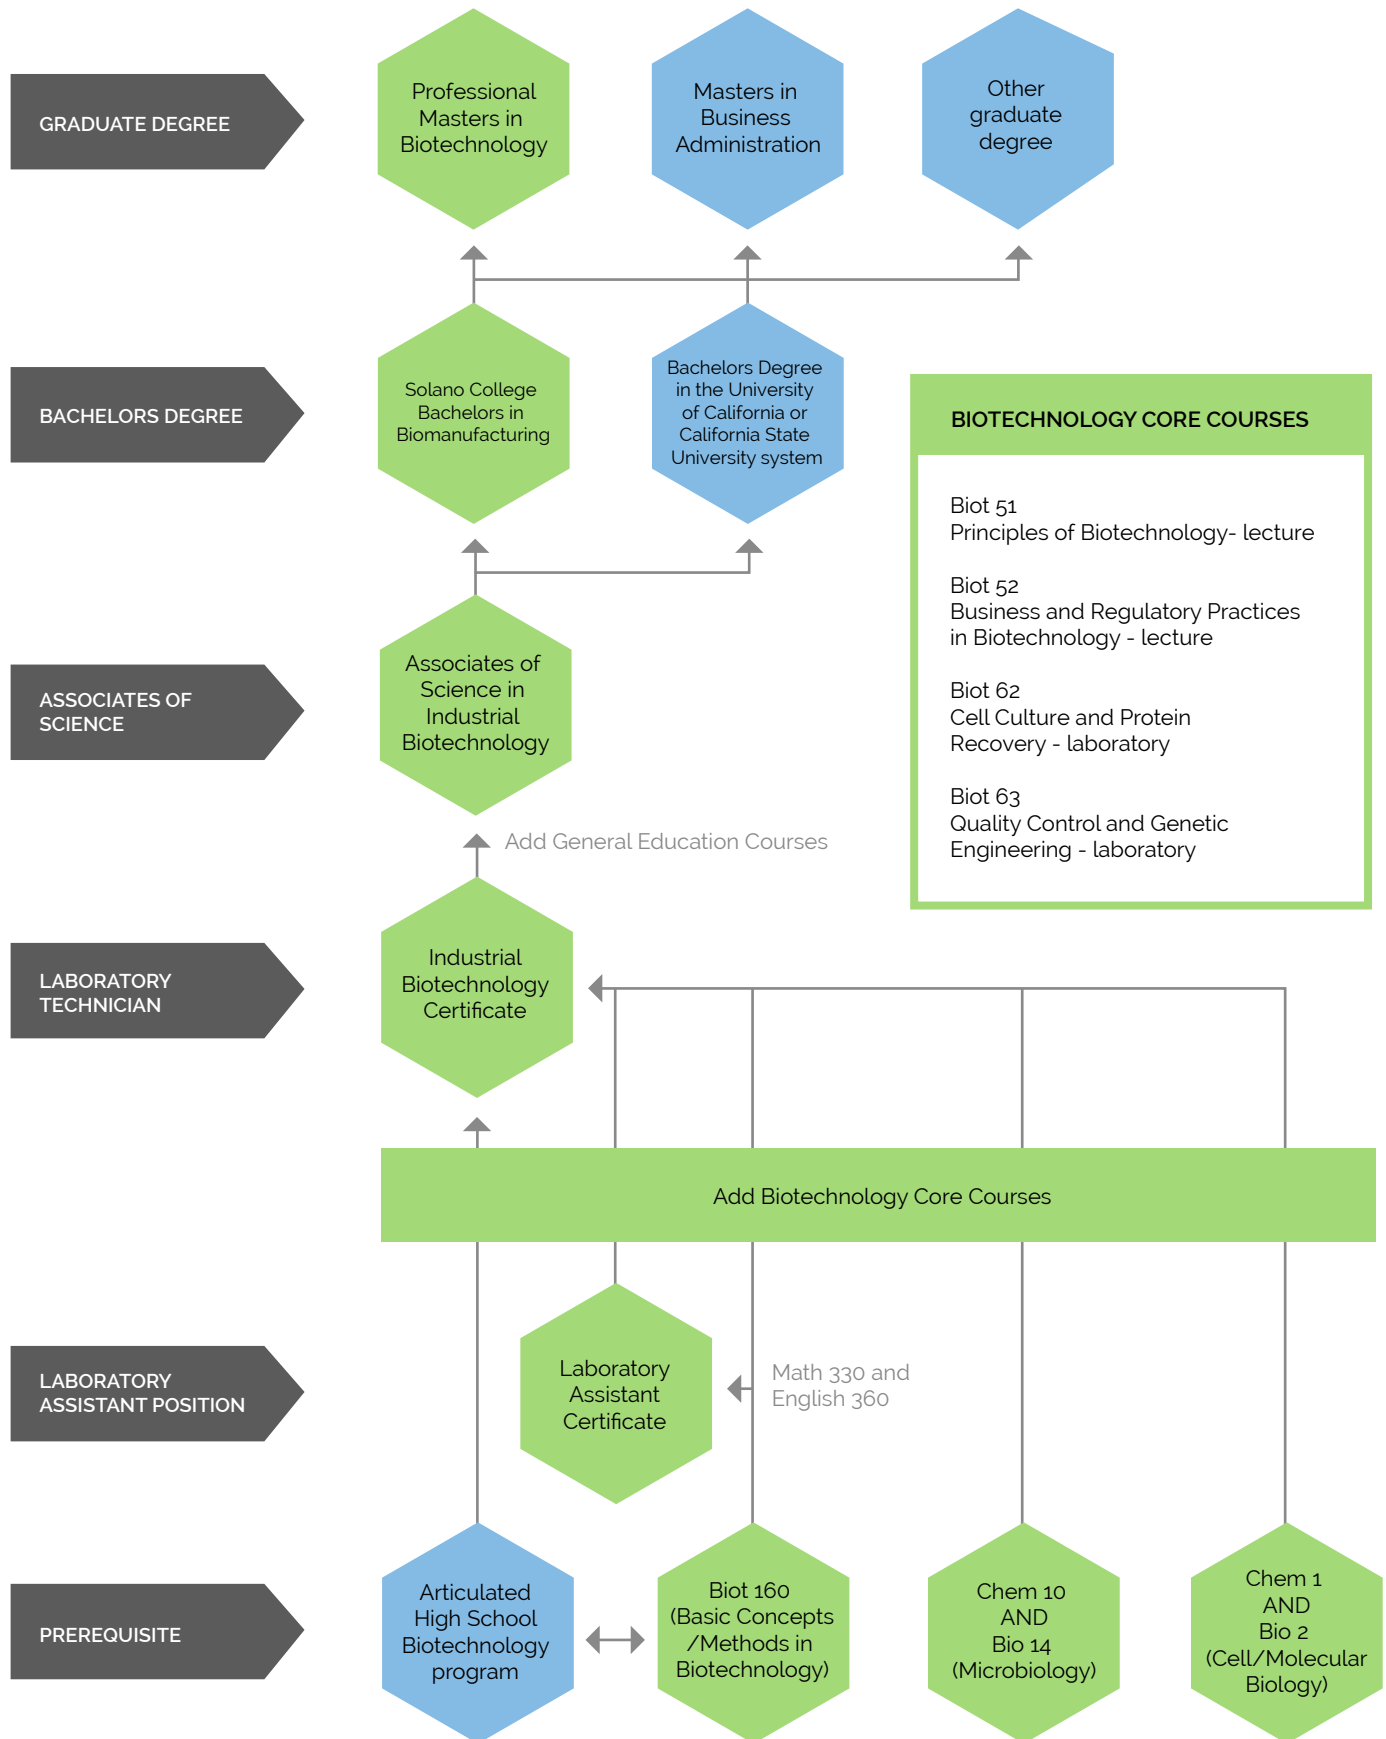 GRADUATE DEGREE
Professional
Masters in
Biotechnology
Masters in
Business
Administration
Other
graduate
degree
BACHELORS DEGREE
Solano College
Bachelors in
Biomanufacturing
Bachelors Degree
in the University
of California or
California State
University system
BIOTECHNOLOGY CORE COURSES
Biot 51
Principles of Biotechnology- lecture
Biot 52
Business and Regulatory Practices
in Biotechnology - lecture
Biot 62
Cell Culture and Protein
Recovery - laboratory
Biot 63
Quality Control and Genetic
Engineering - laboratory
ASSOCIATES OF
SCIENCE
Associates of
Science in
Industrial
Biotechnology
Add General Education Courses
LABORATORY
TECHNICIAN
Industrial
Biotechnology
Certificate
Add Biotechnology Core Courses
LABORATORY
ASSISTANT POSITION
Laboratory
Assistant
Certificate
Math 330 and
English 360
PREREQUISITE
Articulated
High School
Biotechnology
program
Biot 160
(Basic Concepts
/Methods in
Biotechnology)
Chem 10
AND
Bio 14
(Microbiology)
Chem 1
AND
Bio 2
(Cell/Molecular
Biology)